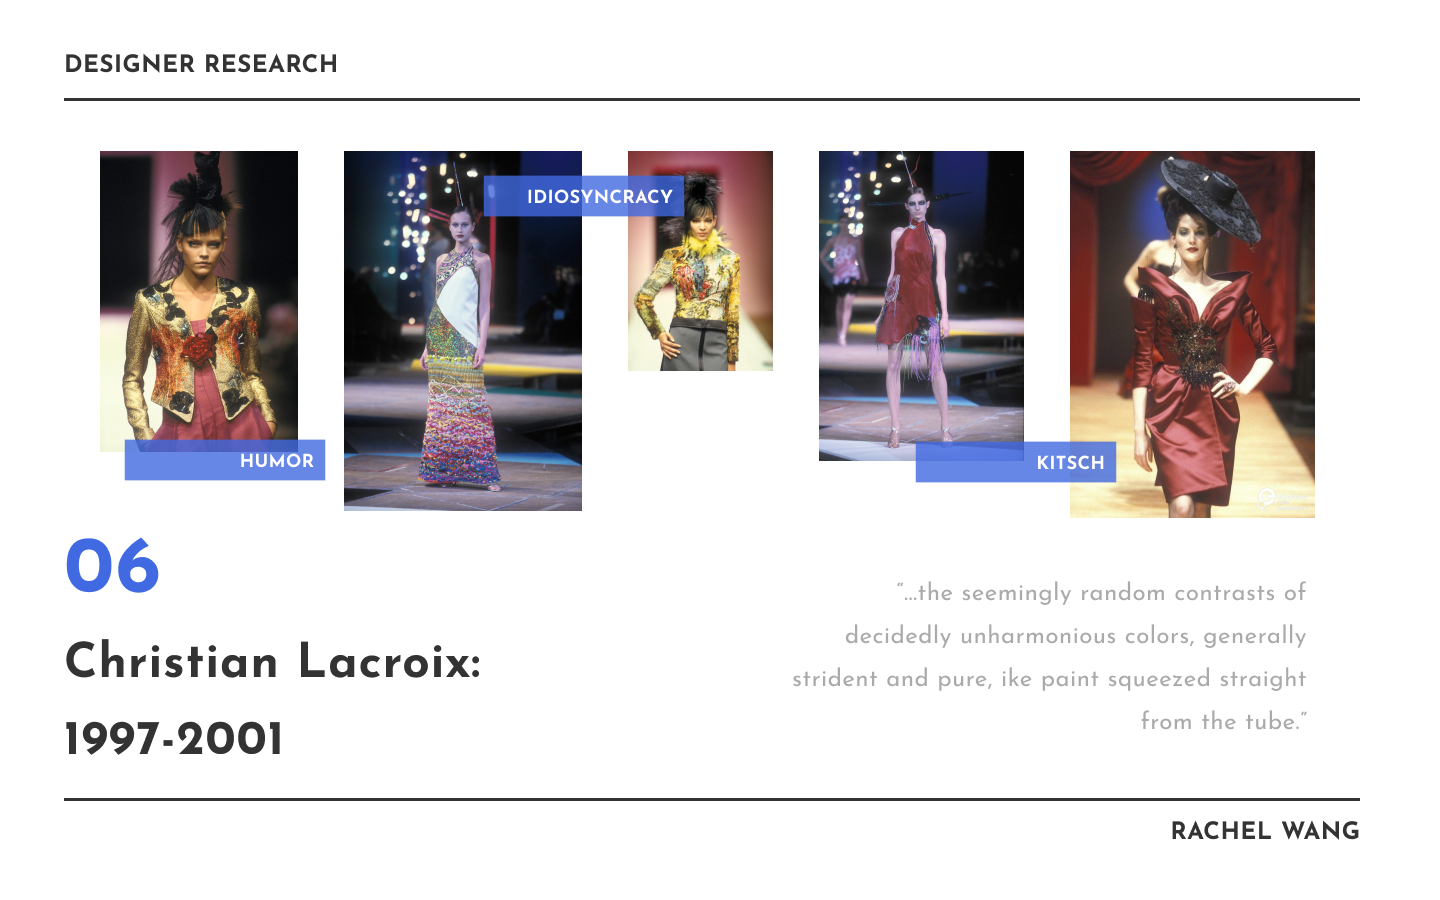 DESIGNER RESEARCH
IDIOSYNCRACY
HUMOR
KITSCH
06
Christian Lacroix:
1997-2001
“...the seemingly random contrasts of
decidedly unharmonious colors, generally
strident and pure, ike paint squeezed straight
from the tube.”
RACHEL WANG